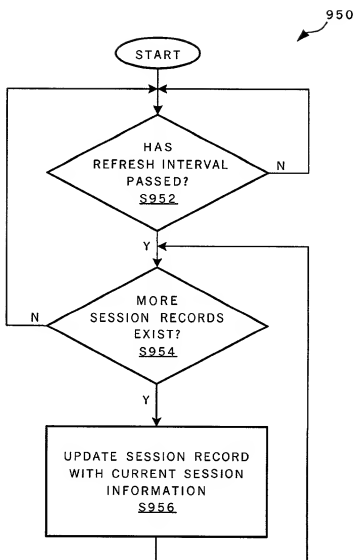 950
START
HAS
REFRESH INTERVAL
PASSED?
S952
N
Y
MORE
SESSION RECORDS
EXIST?
S954
N
Y
UPDATE SESSION RECORD
WITH CURRENT SESSION
INFORMATION
S956